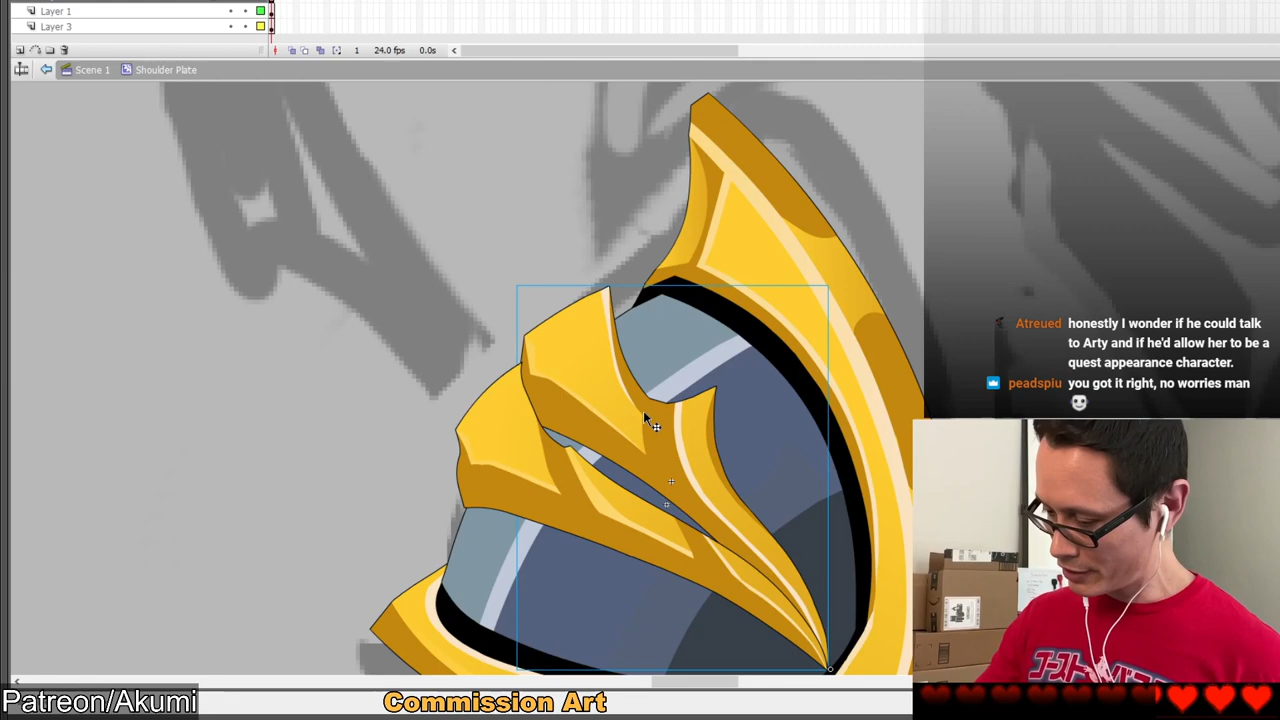 Layer 1
Layer 3
1 24.0 fps 0.0s
Scene 1 Shoulder Plate
Atreued honestly I wonder if he could talk
to Arty and if he'd allow her to be a
quest appearance character.
peadspiu you got it right, no worries man
Patreon/Akumi
Commission Art